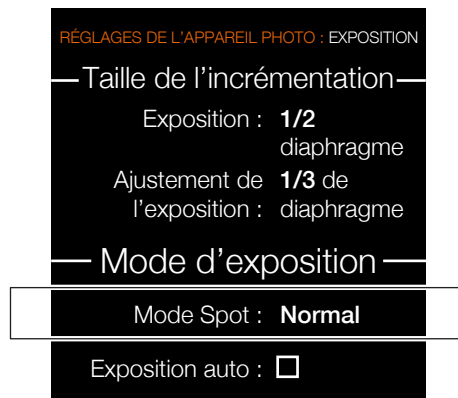 RÉGLAGES DE L'APPAREIL PHOTO : EXPOSITION
Taille de l'incrémentation
Exposition : 1/2
diaphragme
Ajustement de 1/3 de
l'exposition : diaphragme
Mode d'exposition
Mode Spot : Normal
Exposition auto :